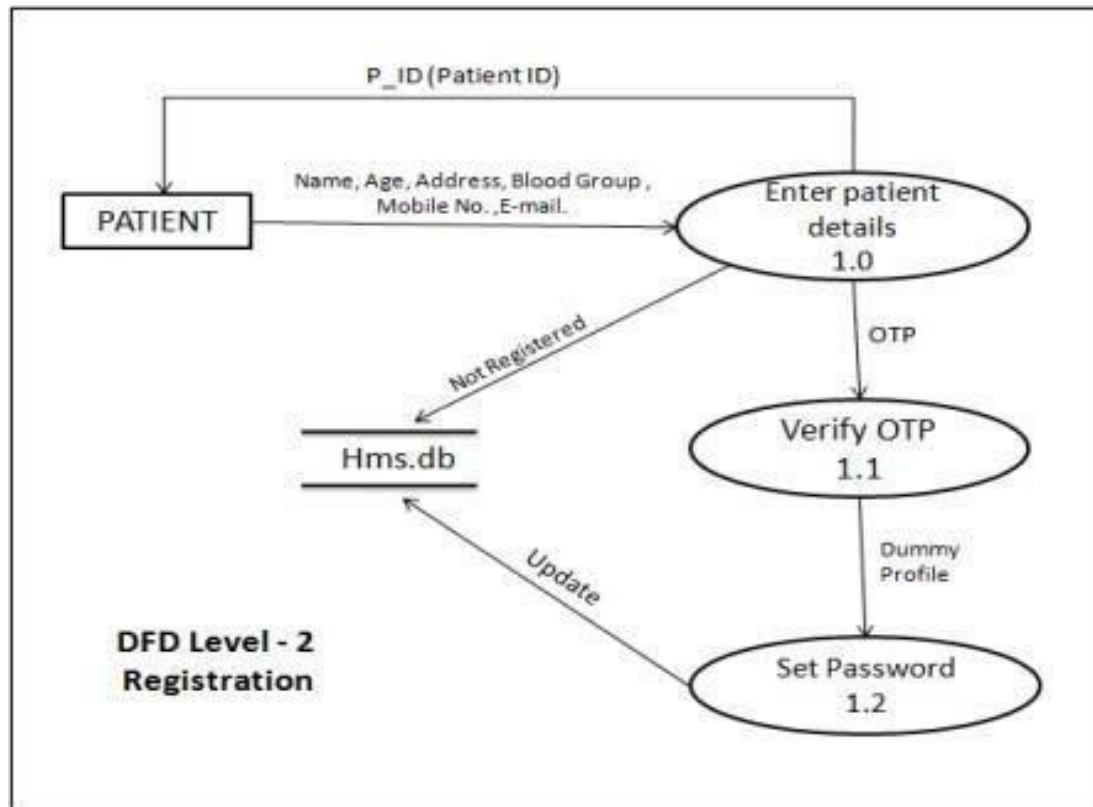 P_ID (Patient ID)
Name, Age, Address, Blood Group ,
Mobile No. ,E-mail.
PATIENT
Enter patient
details
1.0
Not Registered
OTP
Hms.db
Verify OTP
1.1
Update
Dummy
Profile
DFD Level - 2
Registration
Set Password
1.2